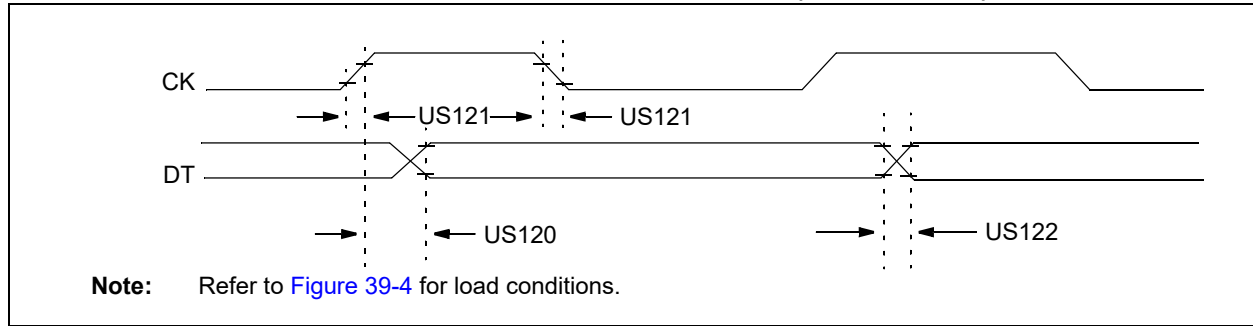 CK
US121
US121
DT
US120
US122
Note: Refer to Figure 39-4 for load conditions.